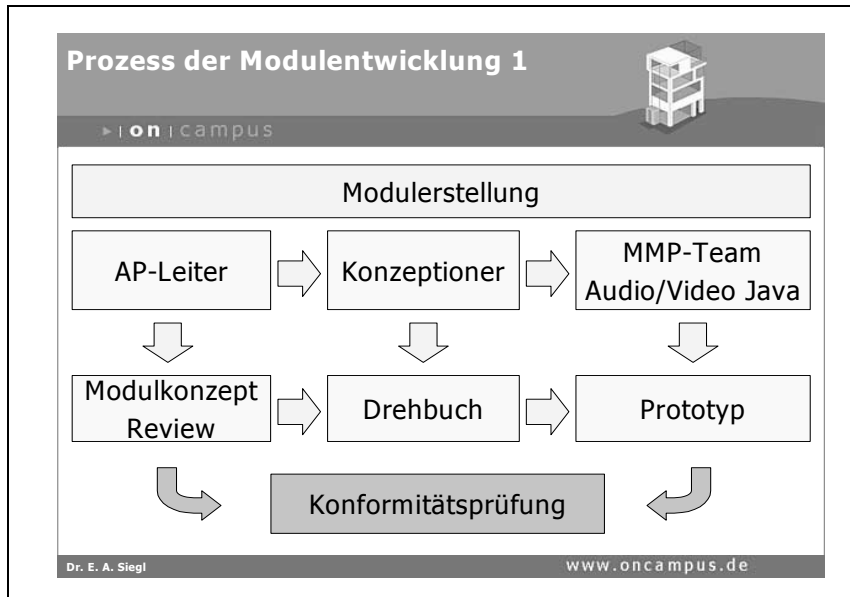 Prozess der Modulentwicklung 1
on campus
Modulerstellung
AP-Leiter
Konzeptioner
MMP-Team
Audio/Video Java
Modulkonzept
Review
Drehbuch
Prototyp
Konformitätsprüfung
Dr. E. A. Siegl
www.oncampus.de